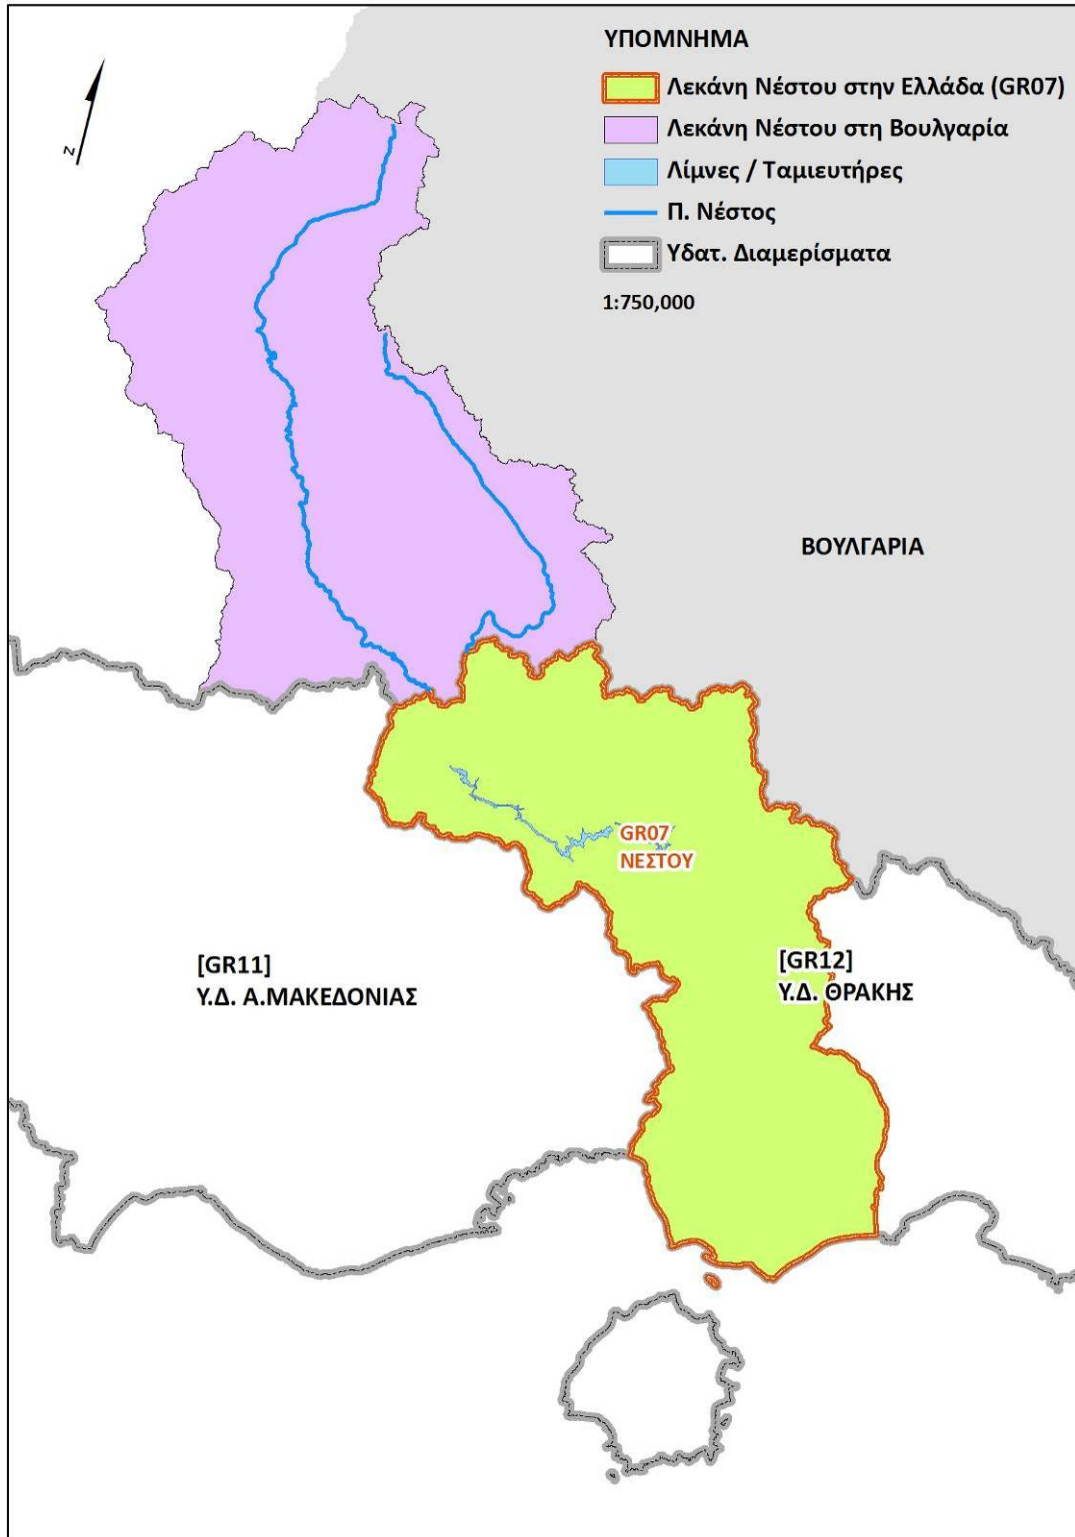 ΥΠΟΜΝΗΜΑ
Λεκάνη Νέστου στην Ελλάδα (GR07)
Λεκάνη Νέστου στη Βουλγαρία
Λίμνες / Ταμιευτήρες
Π. Νέστος
Υδατ. Διαμερίσματα
1:750,000
Z
ΒΟΥΛΓΑΡΙΑ
GR07
ΝΕΣΤΟΥ
[GR11]
Υ.Δ. Α.ΜΑΚΕΔΟΝΙΑΣ
[GR12]
Υ.Δ. ΘΡΑΚΗΣ